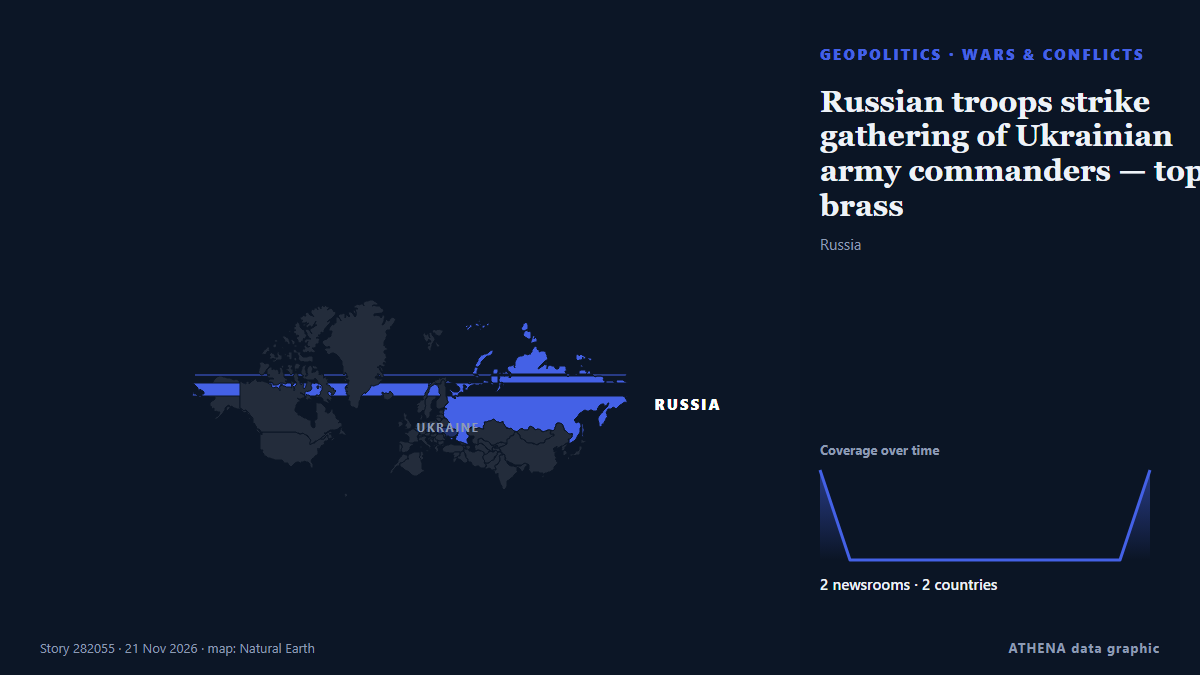 GEOPOLITICS · WARS & CONFLICTS
Russian troops strike
gathering of Ukrainian
army commanders — top
brass
Russia
RUSSIA
UKRAINE
Coverage over time
2 newsrooms · 2 countries
Story 282055 · 21 Nov 2026 · map: Natural Earth
ATHENA data graphic